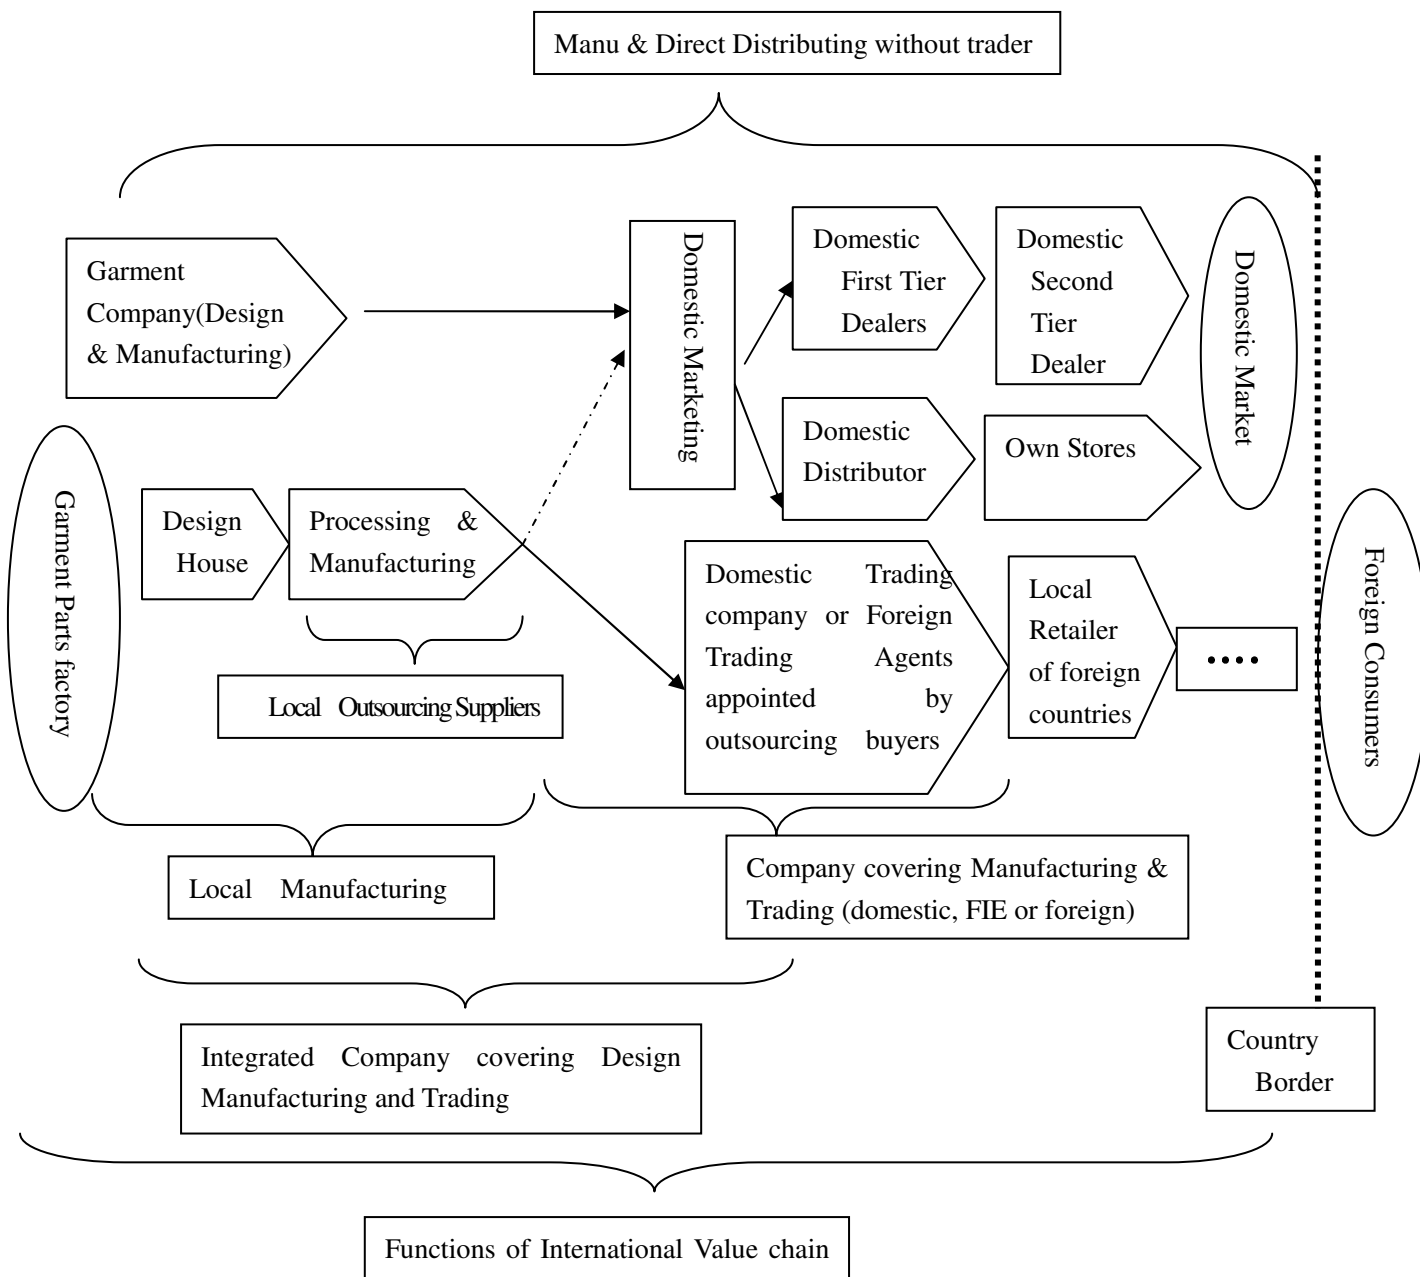 Manu & Direct Distributing without trader
Garment
Company(Design
& Manufacturing)
Domestic Marketing
Domestic
First Tier
Dealers
Domestic
Second
Tier
Dealer
Domestic Market
Domestic
Distributor
Own Stores
Garment Parts factory
Design
House
Processing &
Manufacturing
Local Outsourcing Suppliers
Domestic Trading
company or Foreign
Trading Agents
appointed by
outsourcing buyers
Local
Retailer
of foreign
countries
....
Foreign Consumers
Local Manufacturing
Company covering Manufacturing &
Trading (domestic, FIE or foreign)
Integrated Company covering Design
Manufacturing and Trading
Country
Border
Functions of International Value chain